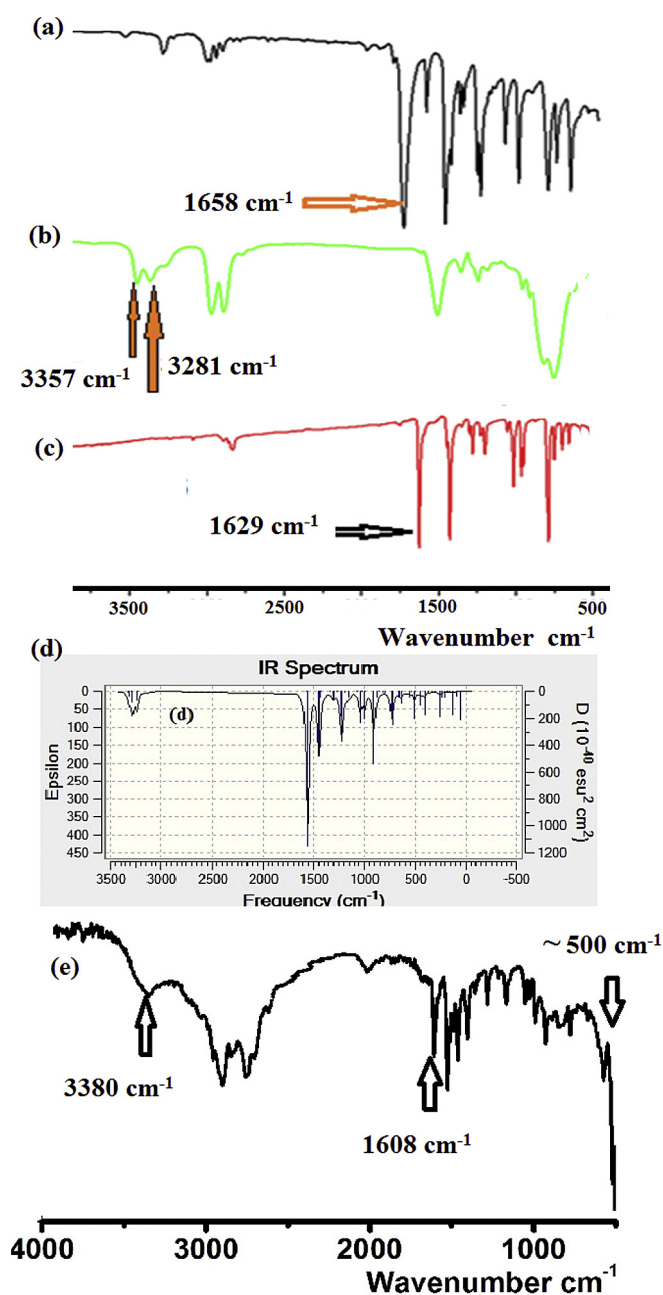 (a)
1658 cm-1
(b)
3357 cm-1
3281 cm-1
(c)
1629 cm-1
3500 2500 1500 500
Wavenumber cm-1
(d)
IR Spectrum
(d)
Epsilon
0
50
100
150
200
250
300
350
400
450
D (10-40 esu2 cm2)
0
200
400
600
800
1000
1200
3500 3000 2500 2000 1500 1000 500 0 -500
Frequency (cm-1)
(e)
~ 500 cm-1
3380 cm-1
1608 cm-1
4000 3000 2000 1000
Wavenumber cm-1